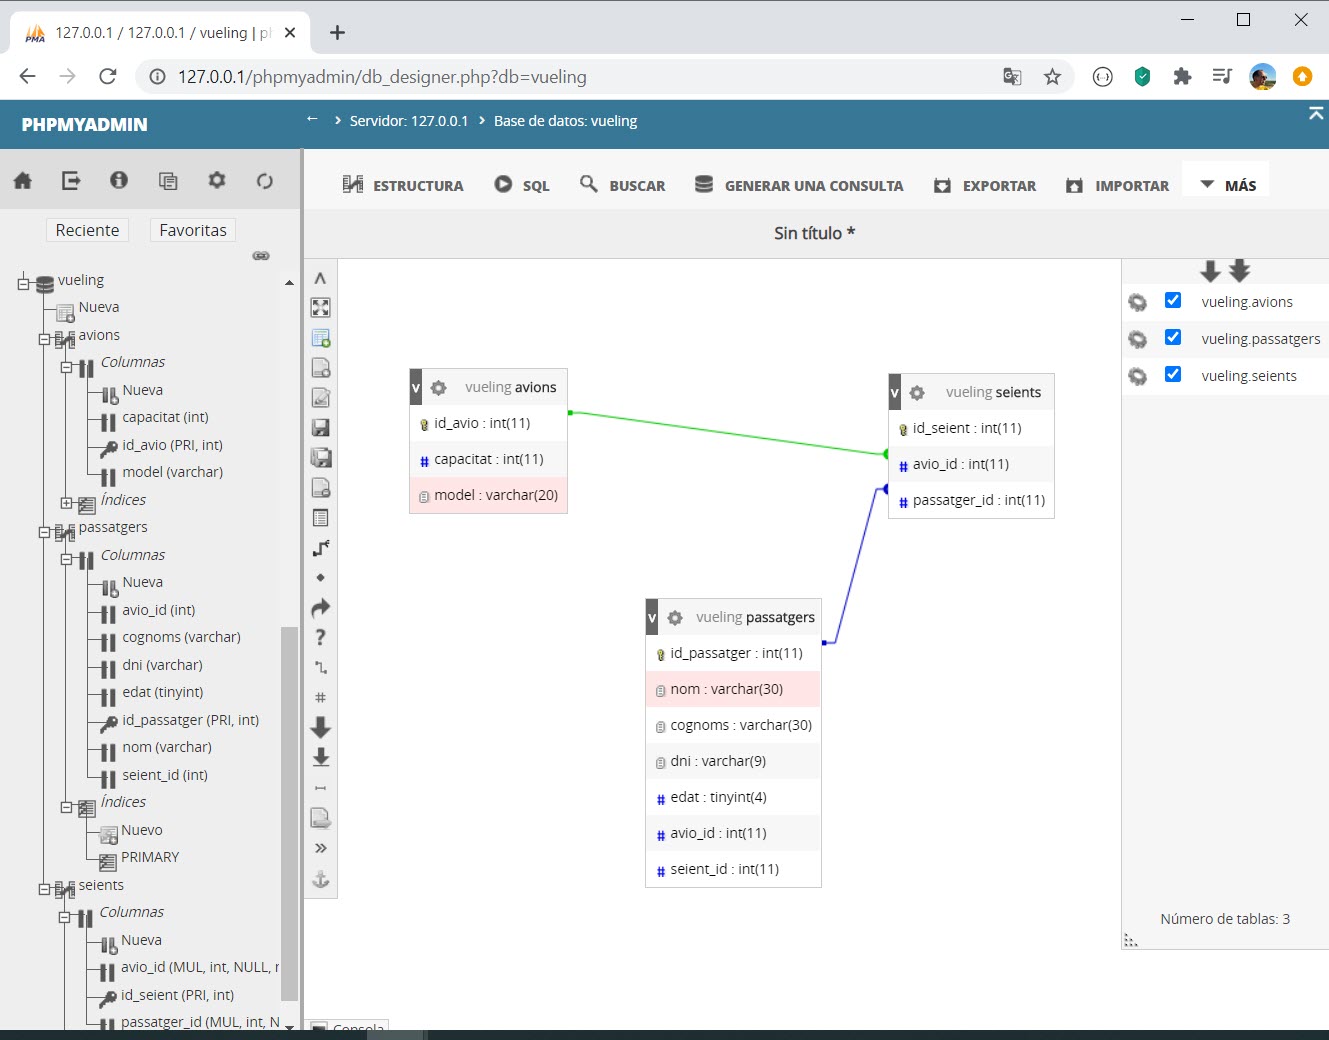 PMA
127.0.0.1 / 127.0.0.1 / vueling | ph
127.0.0.1/phpmyadmin/db_designer.php?db=vueling
PHPMYADMIN
Servidor: 127.0.0.1
Base de datos: vueling
ESTRUCTURA
SQL
BUSCAR
GENERAR UNA CONSULTA
EXPORTAR
IMPORTAR
MÁS
Reciente
Favoritas
Sin título *
vueling
Nueva
avions
Columnas
Nueva
capacitat (int)
id_avio (PRI, int)
model (varchar)
Índices
passatgers
Columnas
Nueva
avio_id (int)
cognoms (varchar)
dni (varchar)
edat (tinyint)
id_passatger (PRI, int)
nom (varchar)
seient_id (int)
Índices
Nuevo
PRIMARY
seients
Columnas
Nueva
avio_id (MUL, int, NULL, r
id_seient (PRI, int)
passatger_id (MUL, int, N
v vueling avions
id_avio : int(11)
# capacitat : int(11)
model : varchar(20)
v vueling seients
id_seient : int(11)
# avio_id : int(11)
# passatger_id : int(11)
v vueling passatgers
id_passatger : int(11)
nom : varchar(30)
cognoms : varchar(30)
dni : varchar(9)
# edat : tinyint(4)
# avio_id : int(11)
# seient_id : int(11)
vueling.avions
vueling.passatgers
vueling.seients
Número de tablas: 3
Consola